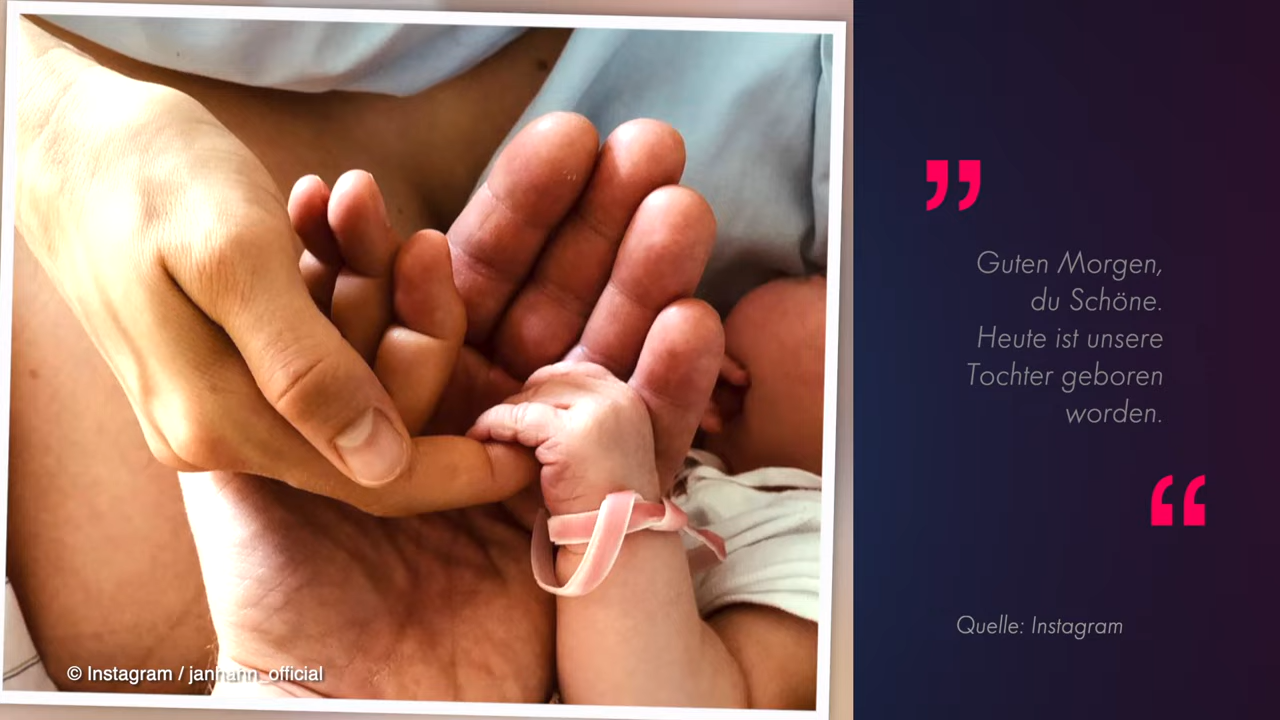 „
Guten Morgen,
du Schöne.
Heute ist unsere
Tochter geboren
worden.
“
Quelle: Instagram
© Instagram / janhahn_official